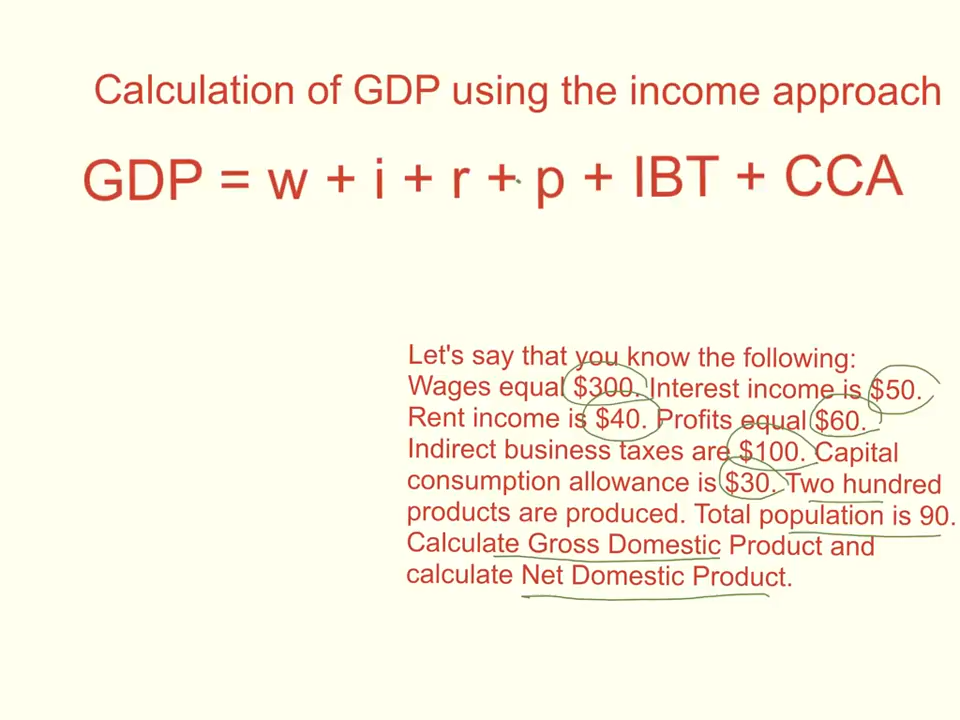 Calculation of GDP using the income approach
GDP = w + i + r + p + IBT + CCA
Let's say that you know the following:
Wages equal $300. Interest income is $50.
Rent income is $40. Profits equal $60.
Indirect business taxes are $100. Capital
consumption allowance is $30. Two hundred
products are produced. Total population is 90.
Calculate Gross Domestic Product and
calculate Net Domestic Product.